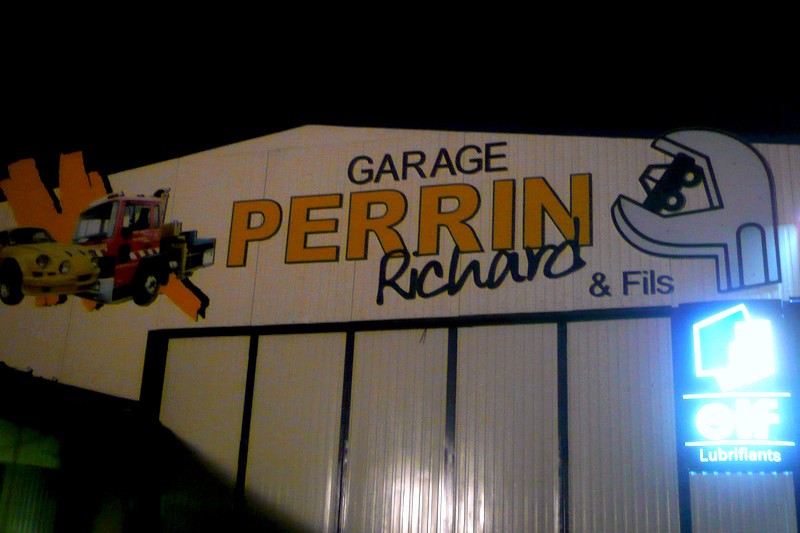 GARAGE
PERRIN
Richard
& Fils
elf
Lubrifiants